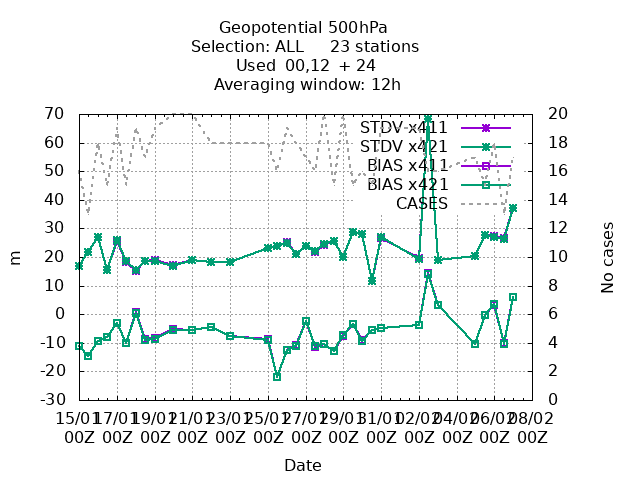 Geopotential 500hPa
Selection: ALL 23 stations
Used 00,12 + 24
Averaging window: 12h
70 20
60 18
50 16
40 14
30 12
20 10
10 8
0 6
-10 4
-20 2
-30 0
STDV x411
STDV x421
BIAS x411
BIAS x421
CASES
m
No cases
15/01 17/01 19/01 21/01 23/01 25/01 27/01 29/01 31/01 02/02 04/02 06/02 08/02
00Z 00Z 00Z 00Z 00Z 00Z 00Z 00Z 00Z 00Z 00Z 00Z 00Z
Date